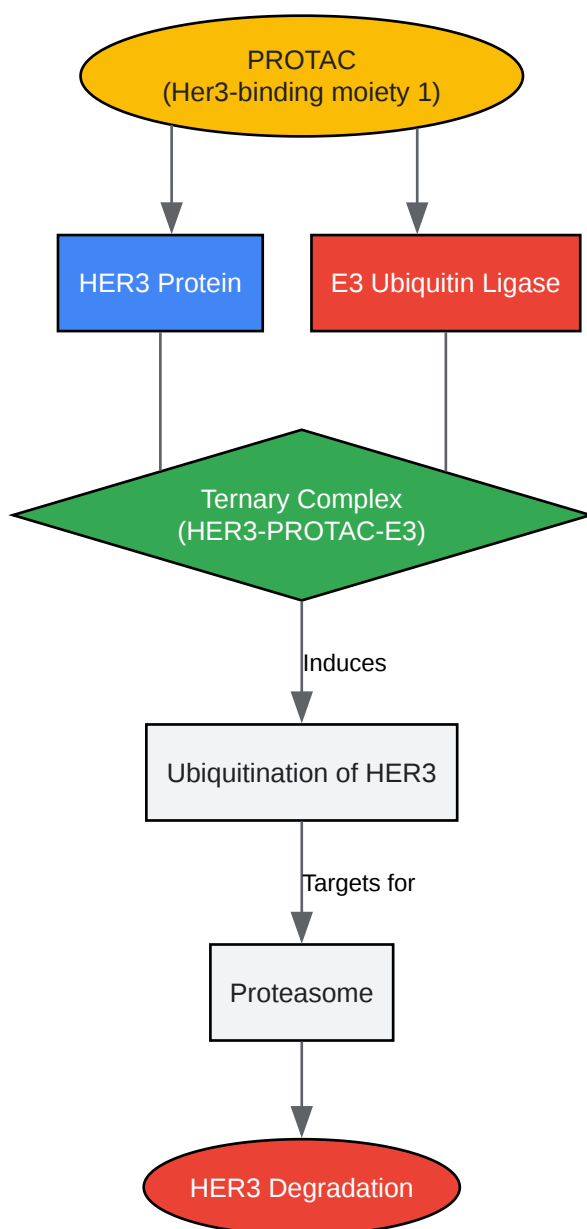 PROTAC
(Her3-binding moiety 1)
HER3 Protein
E3 Ubiquitin Ligase
Ternary Complex
(HER3-PROTAC-E3)
Induces
Ubiquitination of HER3
Targets for
Proteasome
HER3 Degradation